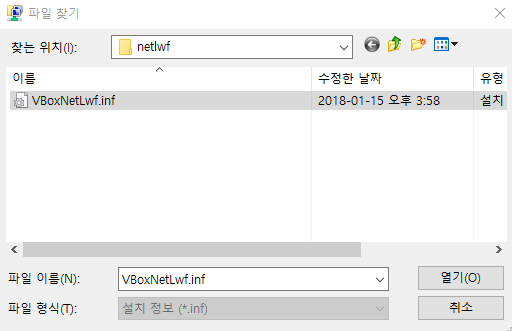 파일 찾기
찾는 위치(I): netlwf
이름 수정한 날짜 유형
VBoxNetLwf.inf 2018-01-15 오후 3:58 설치
파일 이름(N): VBoxNetLwf.inf 열기(O)
파일 형식(T): 설치 정보 (*.inf) 취소